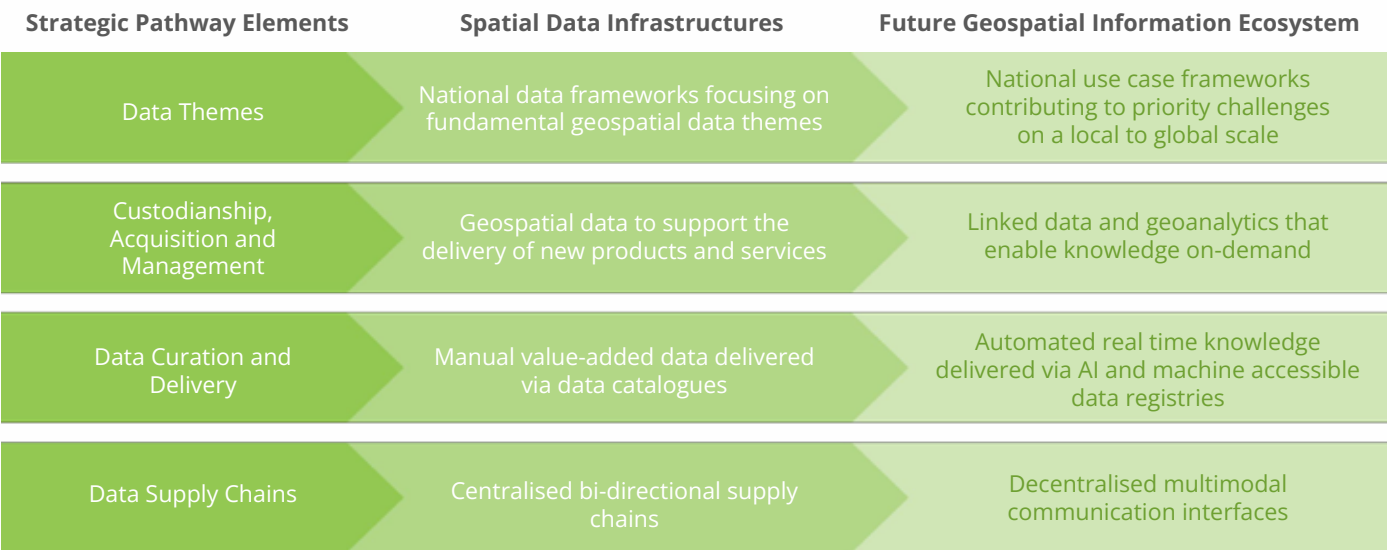 Strategic Pathway Elements
Spatial Data Infrastructures
Future Geospatial Information Ecosystem
Data Themes
National data frameworks focusing on
fundamental geospatial data themes
National use case frameworks
contributing to priority challenges
on a local to global scale
Custodianship,
Acquisition and
Management
Geospatial data to support the
delivery of new products and services
Linked data and geoanalytics that
enable knowledge on-demand
Data Curation and
Delivery
Manual value-added data delivered
via data catalogues
Automated real time knowledge
delivered via AI and machine accessible
data registries
Data Supply Chains
Centralised bi-directional supply
chains
Decentralised multimodal
communication interfaces